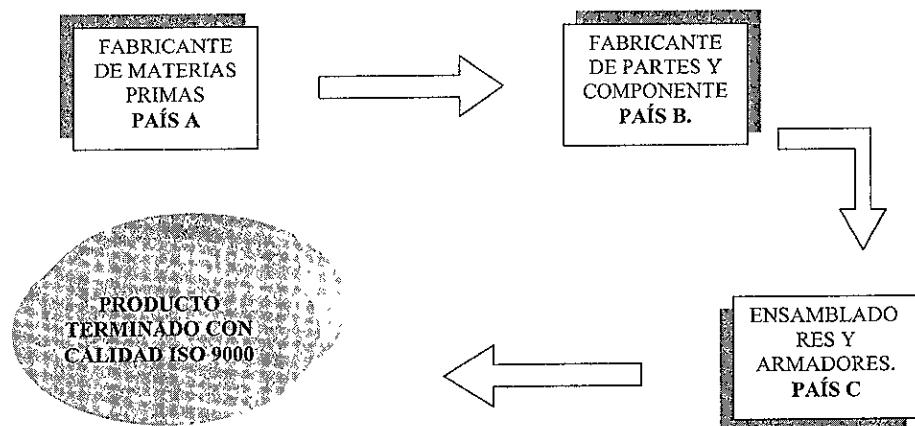 FABRICANTE
DE MATERIAS
PRIMAS
PAÍS A
FABRICANTE
DE PARTES Y
COMPONENTE
PAÍS B.
ENSAMBLADO
RES Y
ARMADORES.
PAÍS C
PRODUCTO
TERMINADO CON
CALIDAD ISO 9000